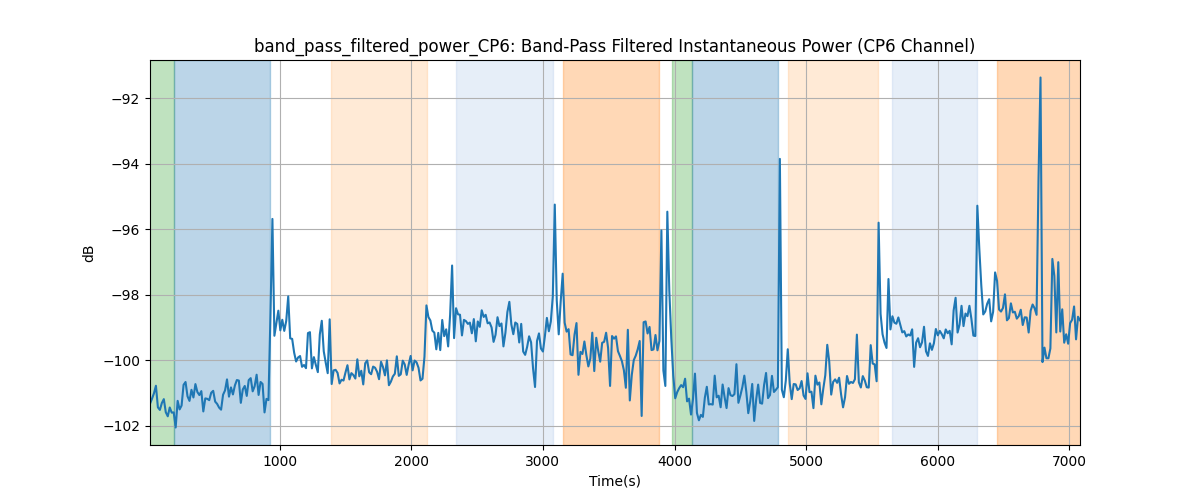 band_pass_filtered_power_CP6: Band-Pass Filtered Instantaneous Power (CP6 Channel)
−92
−94
−96
−98
−100
−102
dB
1000 2000 3000 4000 5000 6000 7000
Time(s)